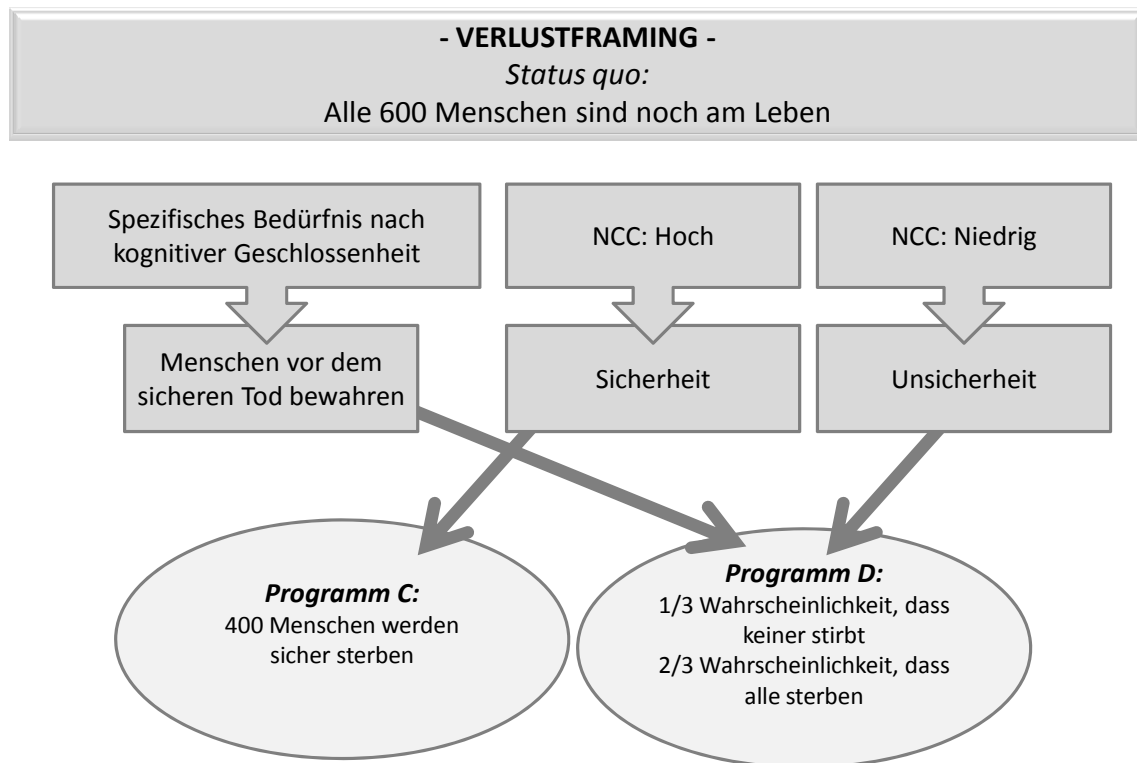 - VERLUSTFRAMING -
Status quo:
Alle 600 Menschen sind noch am Leben
Spezifisches Bedürfnis nach
kognitiver Geschlossenheit
NCC: Hoch
NCC: Niedrig
Menschen vor dem
sicheren Tod bewahren
Sicherheit
Unsicherheit
Programm C:
400 Menschen werden
sicher sterben
Programm D:
1/3 Wahrscheinlichkeit, dass
keiner stirbt
2/3 Wahrscheinlichkeit, dass
alle sterben